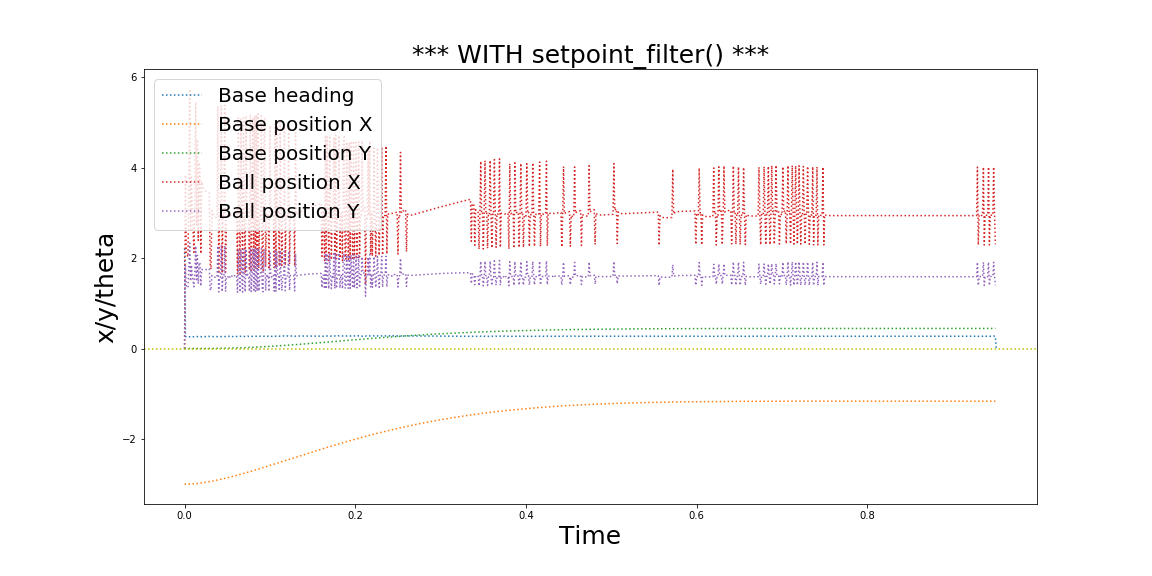 *** WITH setpoint_filter() ***
6
4
2
0
−2
x/y/theta
Base heading
Base position X
Base position Y
Ball position X
Ball position Y
0.0 0.2 0.4 0.6 0.8
Time